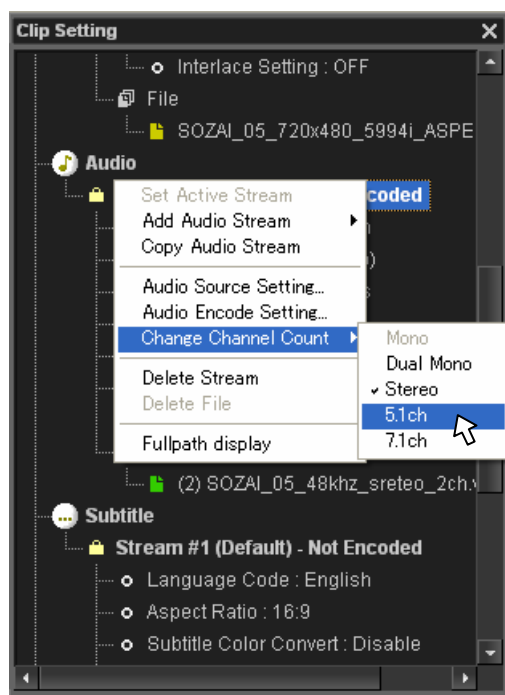 Clip Setting
Interlace Setting : OFF
File
SOZAI_05_720x480_5994i_ASPE
Audio
coded
Set Active Stream
Add Audio Stream
Copy Audio Stream
Audio Source Setting...
Audio Encode Setting...
Change Channel Count
Delete Stream
Delete File
Fullpath display
Mono
Dual Mono
Stereo
5.1ch
7.1ch
(2) SOZAI_05_48khz_sreteo_2ch.
Subtitle
Stream #1 (Default) - Not Encoded
Language Code : English
Aspect Ratio : 16:9
Subtitle Color Convert : Disable